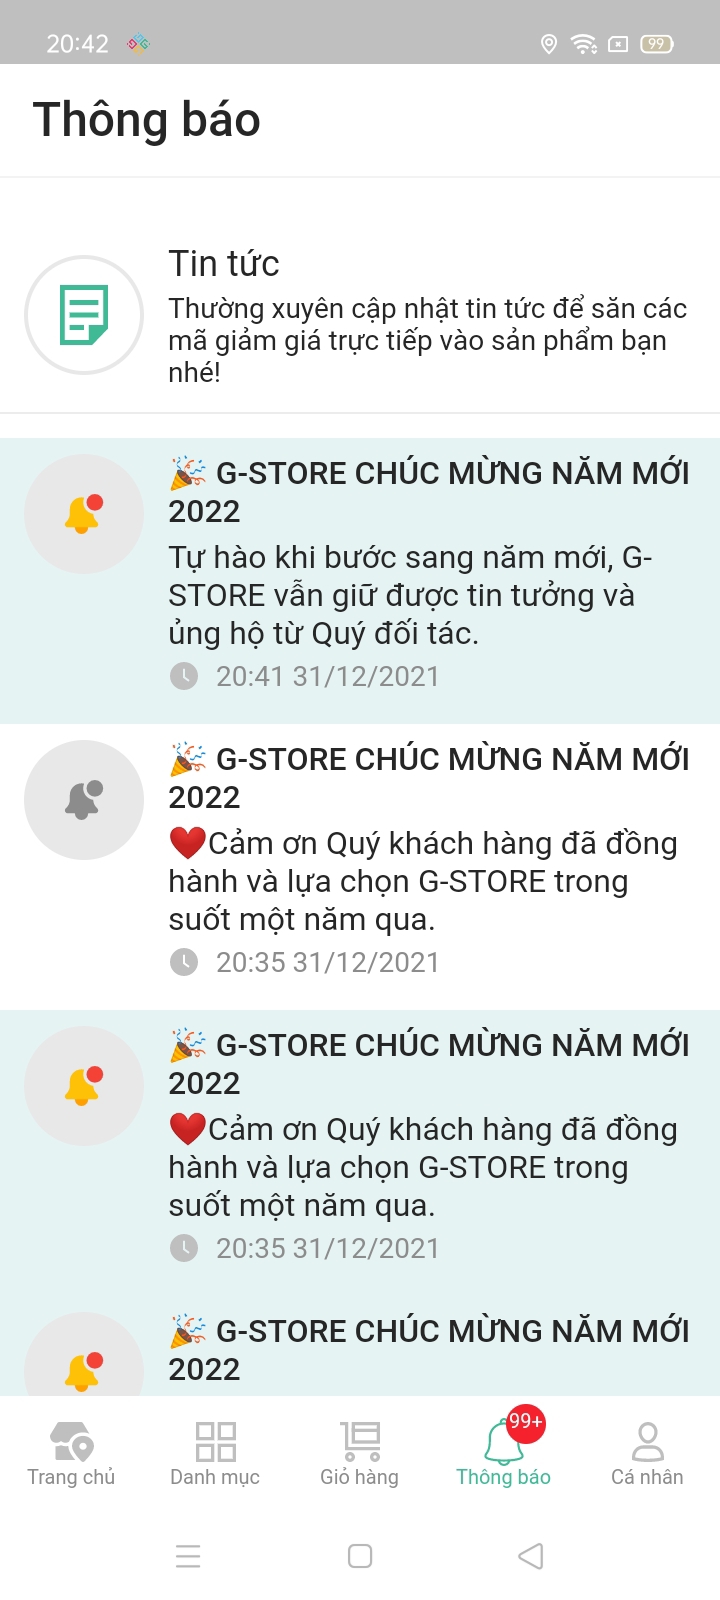 20:42
99
Thông báo
Tin tức
Thường xuyên cập nhật tin tức để săn các
mã giảm giá trực tiếp vào sản phẩm bạn
nhé!
🎉 G-STORE CHÚC MỪNG NĂM MỚI
2022
Tự hào khi bước sang năm mới, G-
STORE vẫn giữ được tin tưởng và
ủng hộ từ Quý đối tác.
20:41 31/12/2021
🎉 G-STORE CHÚC MỪNG NĂM MỚI
2022
❤️Cảm ơn Quý khách hàng đã đồng
hành và lựa chọn G-STORE trong
suốt một năm qua.
20:35 31/12/2021
🎉 G-STORE CHÚC MỪNG NĂM MỚI
2022
❤️Cảm ơn Quý khách hàng đã đồng
hành và lựa chọn G-STORE trong
suốt một năm qua.
20:35 31/12/2021
🎉 G-STORE CHÚC MỪNG NĂM MỚI
2022
99+
Trang chủ Danh mục Giỏ hàng Thông báo Cá nhân